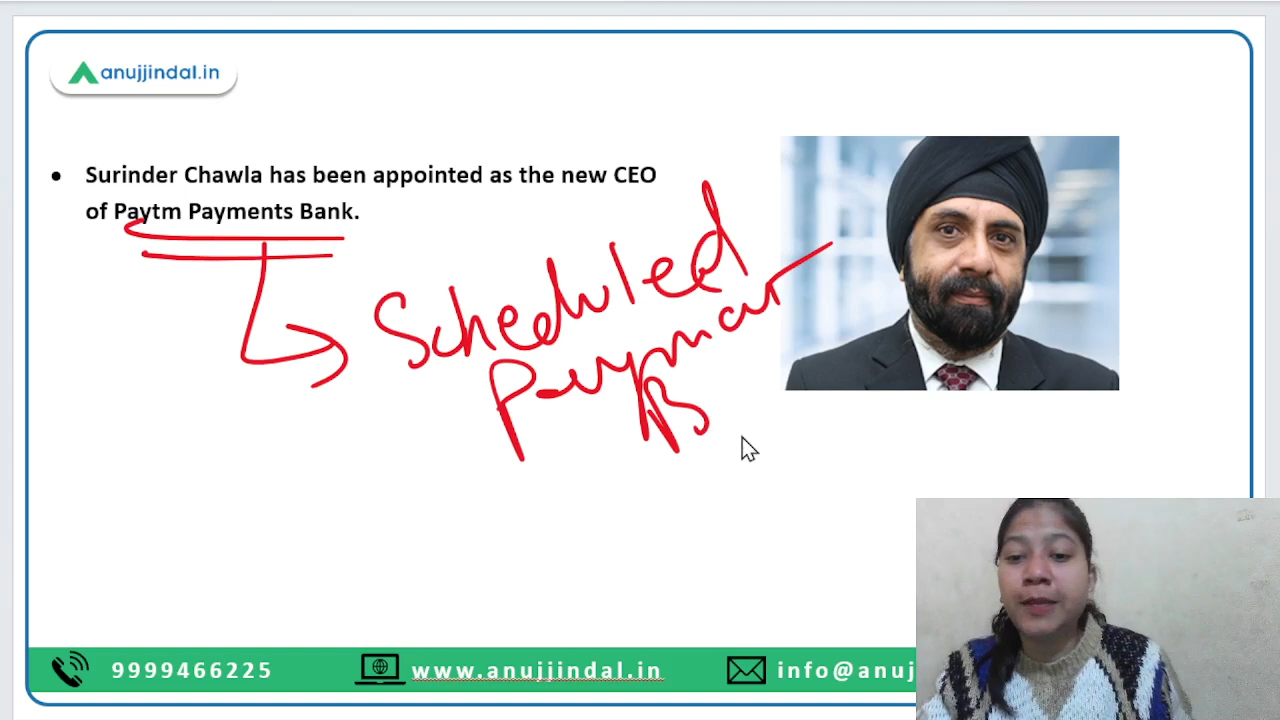 anujjindal.in
• Surinder Chawla has been appointed as the new CEO
of Paytm Payments Bank.
Scheduled
B
9999466225
www.anujjindal.in
info@anuj